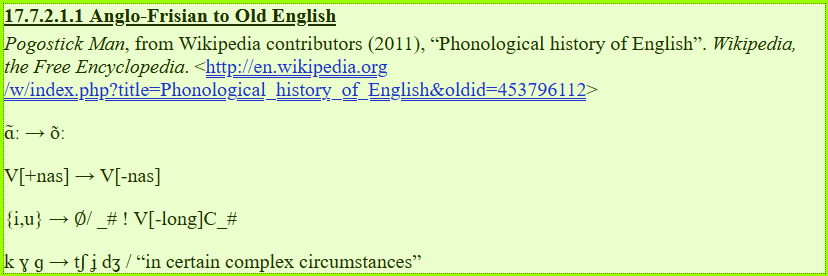 17.7.2.1.1 Anglo-Frisian to Old English
Pogostick Man, from Wikipedia contributors (2011), “Phonological history of English”. Wikipedia,
the Free Encyclopedia. <http://en.wikipedia.org
/w/index.php?title=Phonological_history_of_English&oldid=453796112>
ɑ̃ː → õː
V[+nas] → V[-nas]
{i,u} → Ø/ _# ! V[-long]C_#
k ɣ ɡ → tʃ ʝ dʒ / “in certain complex circumstances”